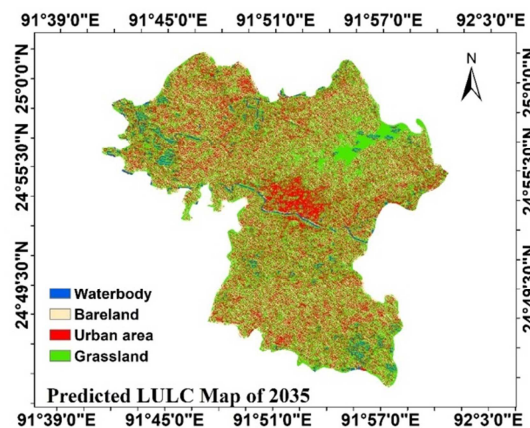 91°39'0"E 91°45'0"E 91°51'0"E 91°57'0"E 92°3'0"E
N
25°0'0"N
25°0'0"N
24°55'30"N
24°55'30"N
24°49'30"N
24°49'30"N
Waterbody
Bareland
Urban area
Grassland
Predicted LULC Map of 2035
91°39'0"E 91°45'0"E 91°51'0"E 91°57'0"E 92°3'0"E